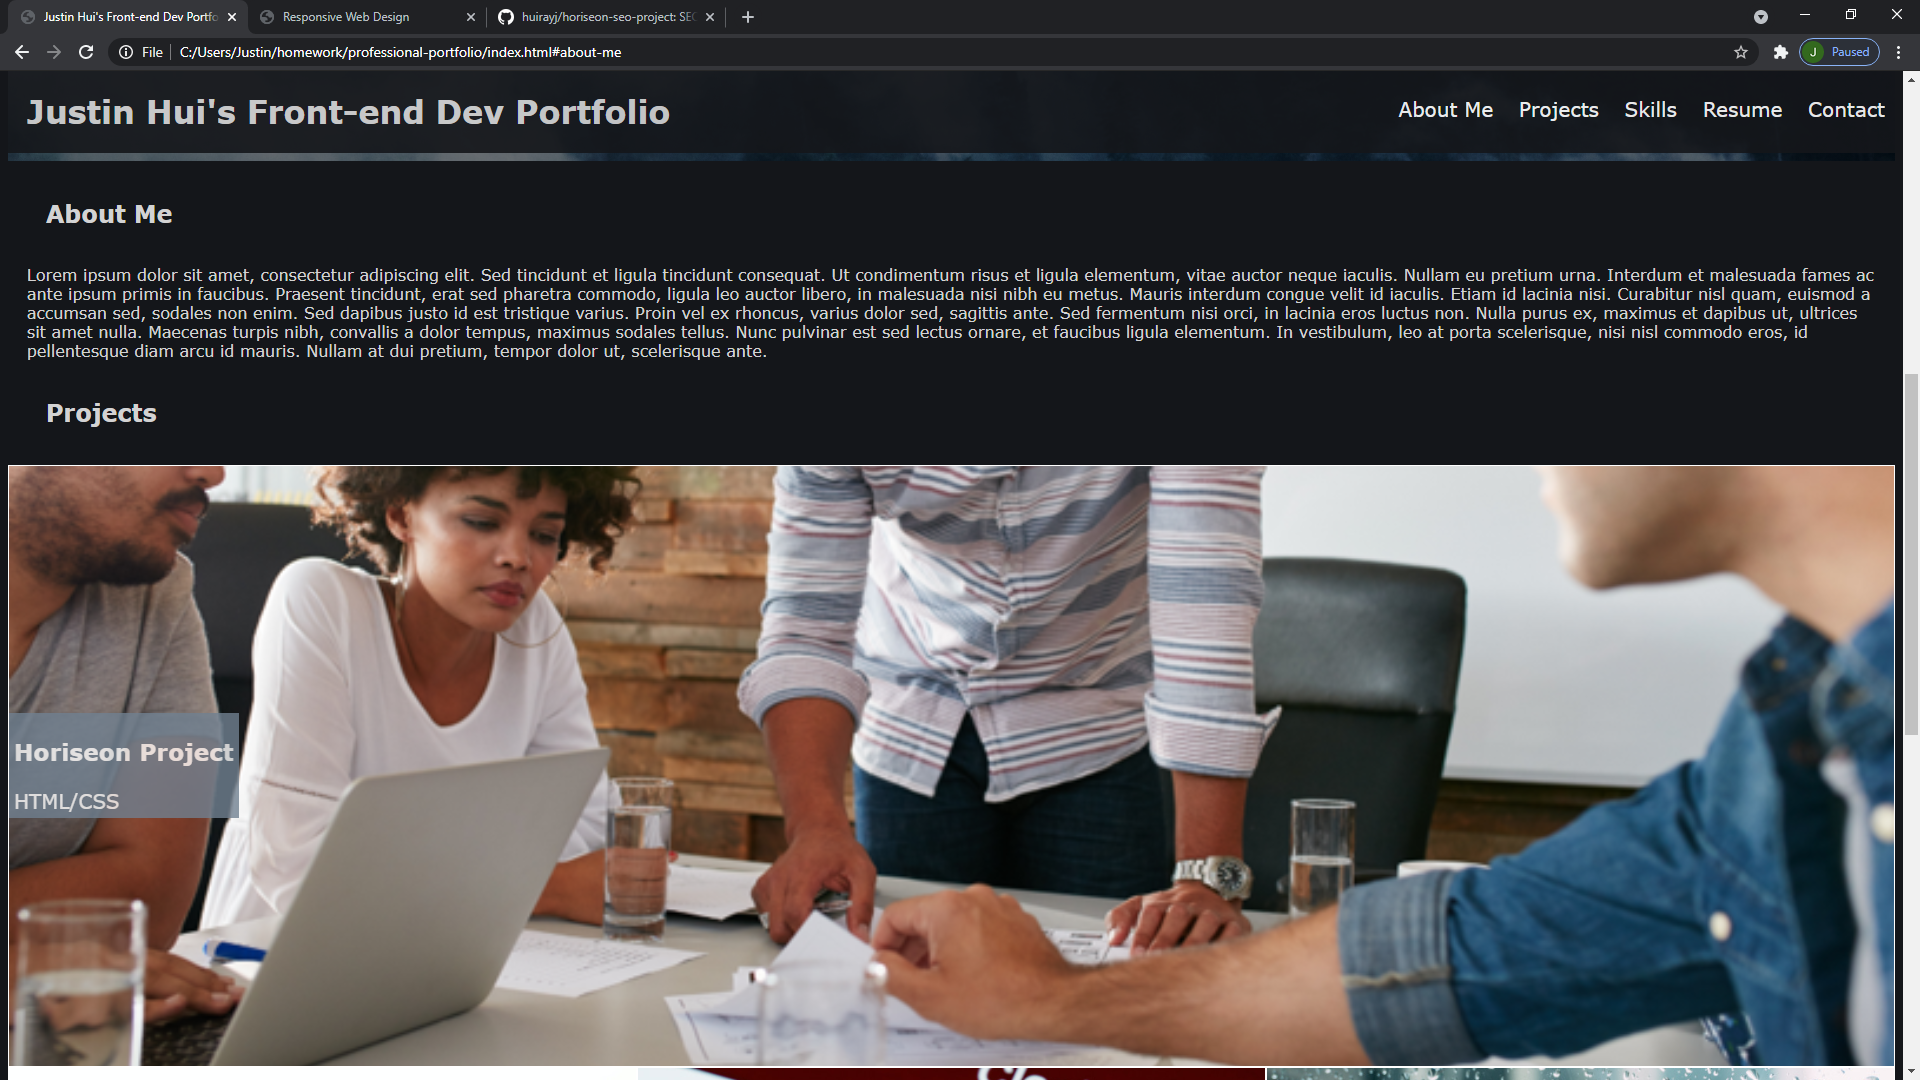 Justin Hui's Front-end Dev Portfo
Responsive Web Design
huirayj/horiseon-seo-project: SEO
File
C:/Users/Justin/homework/professional-portfolio/index.html#about-me
J
Paused
Justin Hui's Front-end Dev Portfolio
About Me
Projects
Skills
Resume
Contact
About Me
Lorem ipsum dolor sit amet, consectetur adipiscing elit. Sed tincidunt et ligula tincidunt consequat. Ut condimentum risus et ligula elementum, vitae auctor neque iaculis. Nullam eu pretium urna. Interdum et malesuada fames ac
ante ipsum primis in faucibus. Praesent tincidunt, erat sed pharetra commodo, ligula leo auctor libero, in malesuada nisi nibh eu metus. Mauris interdum congue velit id iaculis. Etiam id lacinia nisi. Curabitur nisl quam, euismod a
accumsan sed, sodales non enim. Sed dapibus justo id est tristique varius. Proin vel ex rhoncus, varius dolor sed, sagittis ante. Sed fermentum nisi orci, in lacinia eros luctus non. Nulla purus ex, maximus et dapibus ut, ultrices
sit amet nulla. Maecenas turpis nibh, convallis a dolor tempus, maximus sodales tellus. Nunc pulvinar est sed lectus ornare, et faucibus ligula elementum. In vestibulum, leo at porta scelerisque, nisi nisl commodo eros, id
pellentesque diam arcu id mauris. Nullam at dui pretium, tempor dolor ut, scelerisque ante.
Projects
Horiseon Project
HTML/CSS